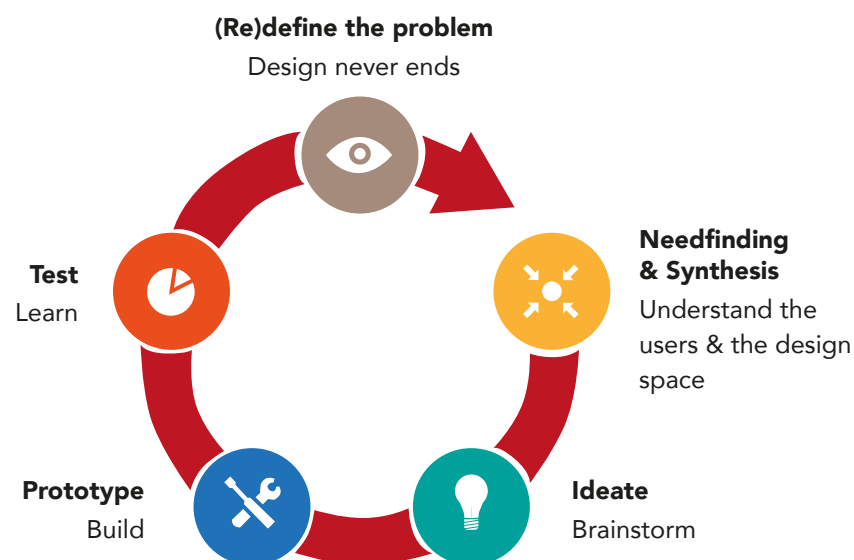 (Re)define the problem
Design never ends
Needfinding
& Synthesis
Understand the
users & the design
space
Ideate
Brainstorm
Prototype
Build
Test
Learn